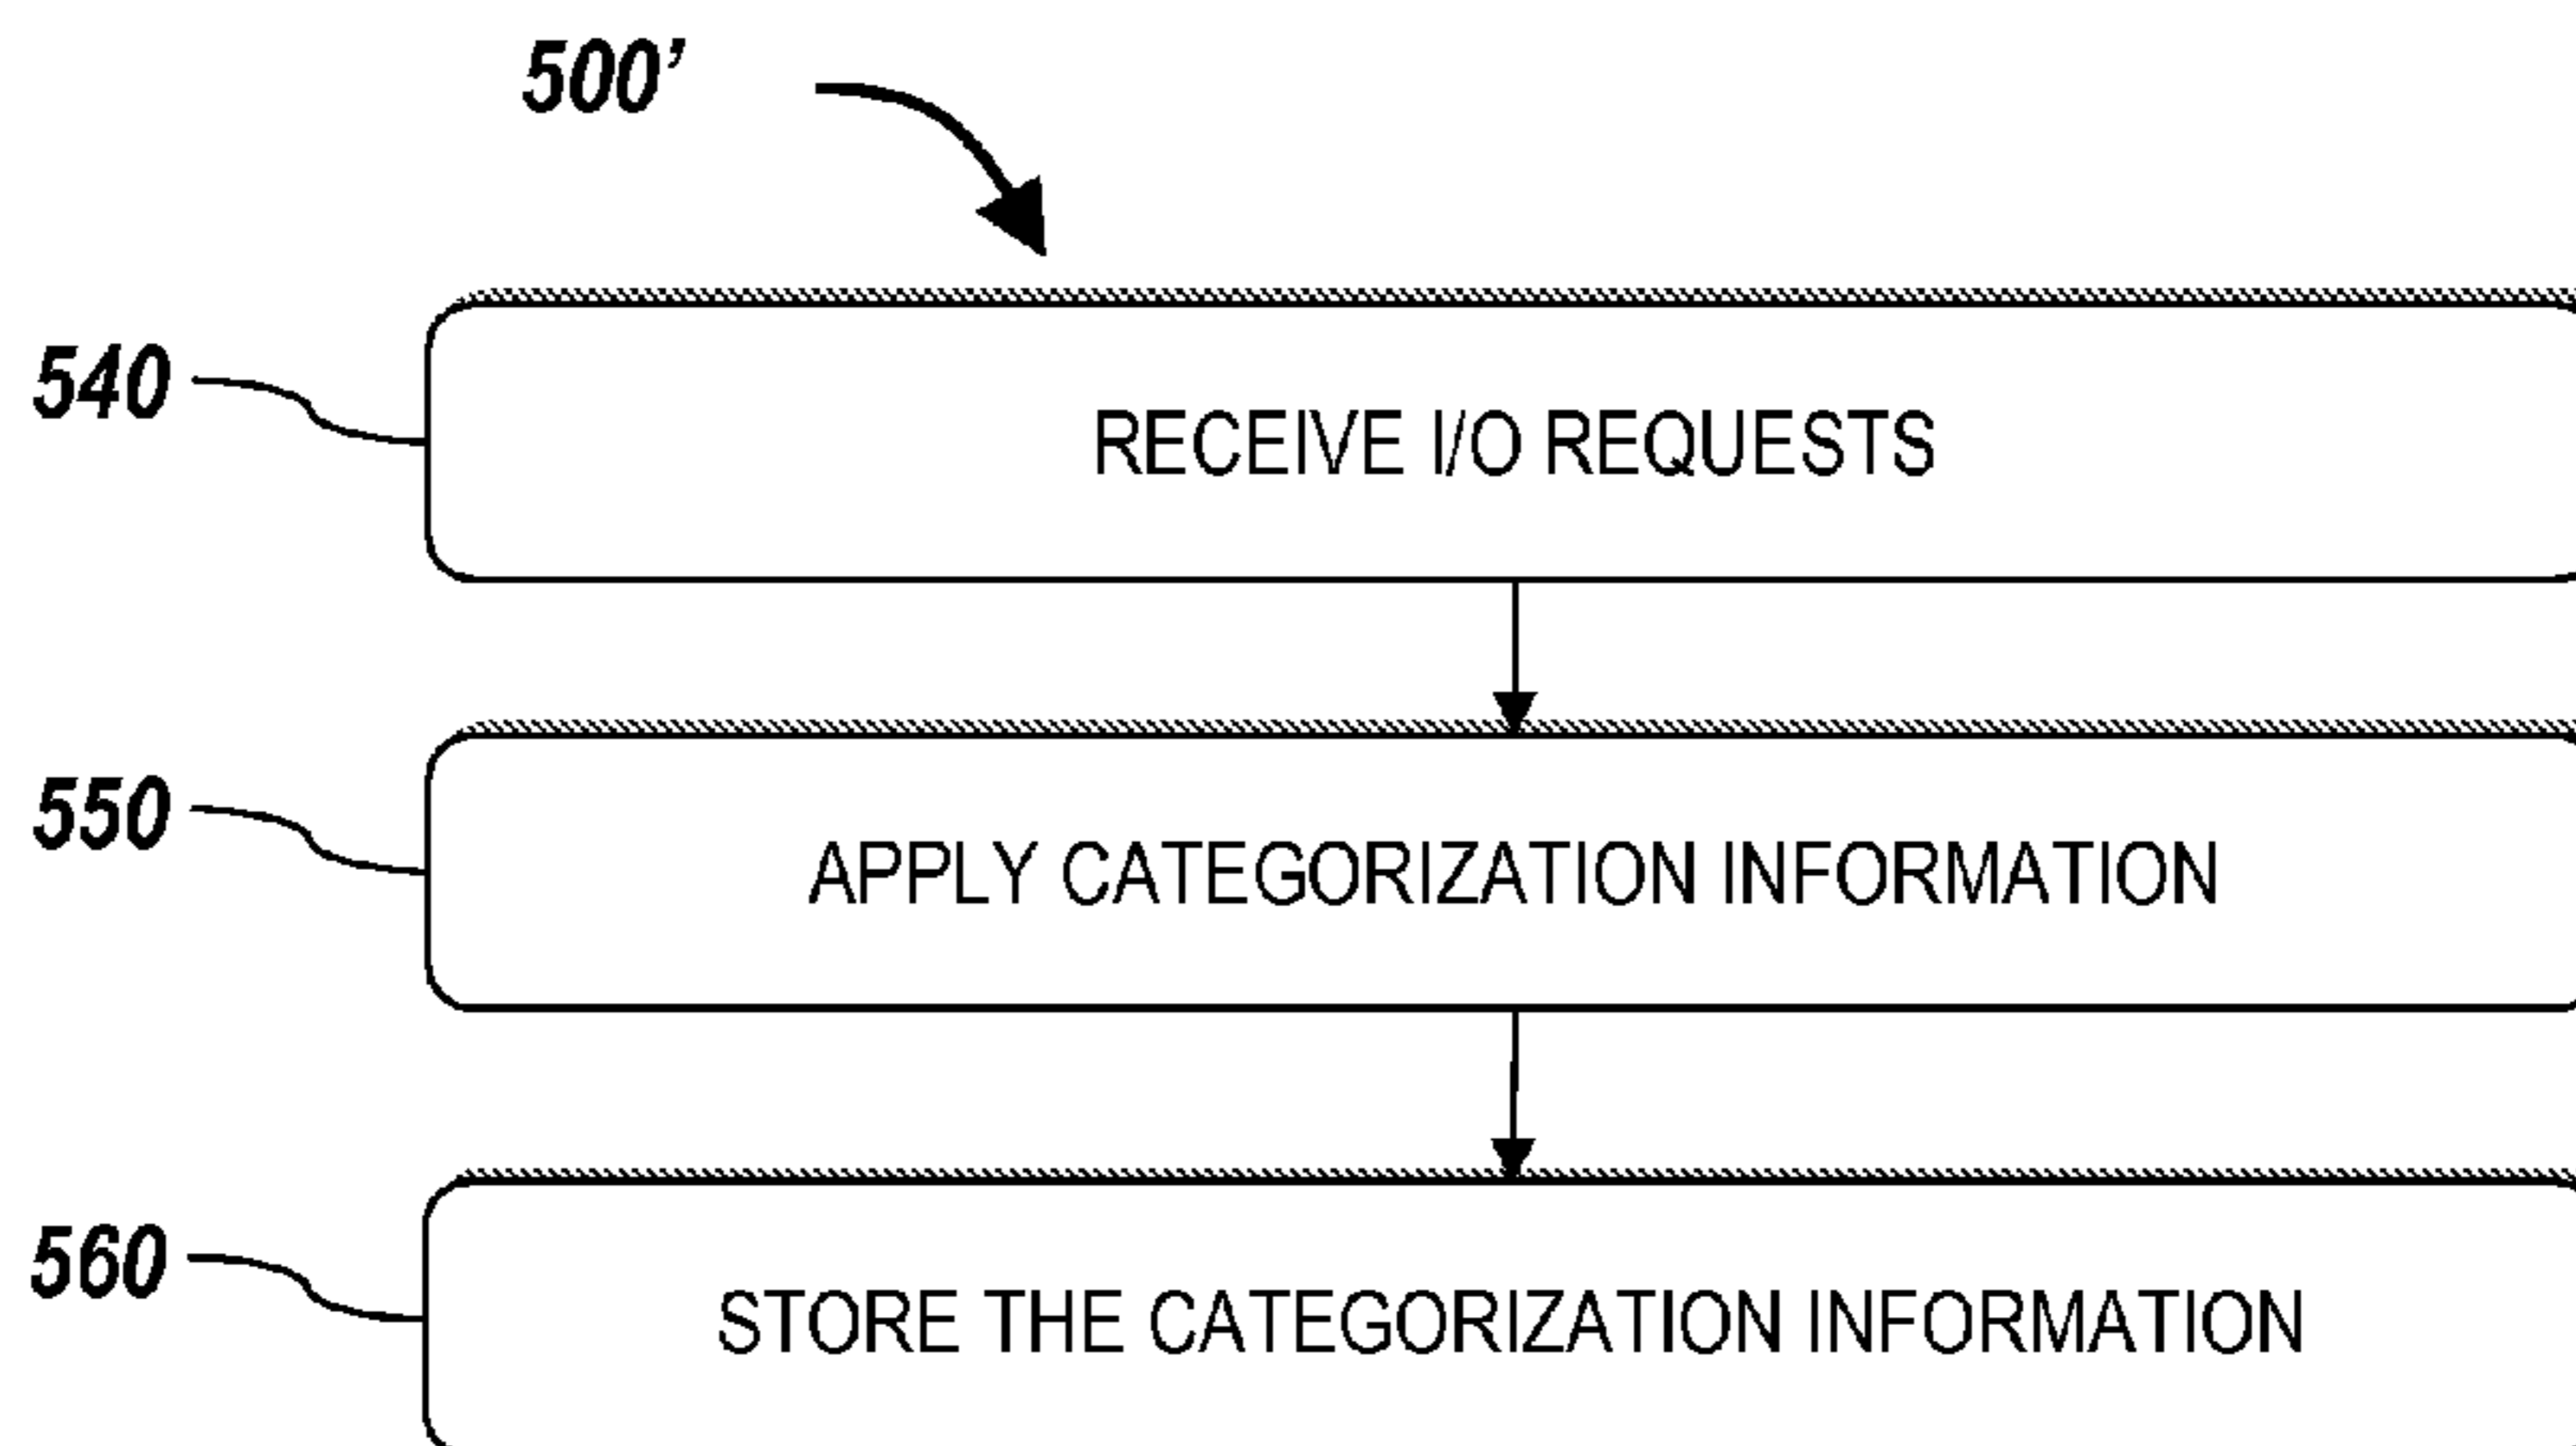 500’
540
RECEIVE I/O REQUESTS
550
APPLY CATEGORIZATION INFORMATION
560
STORE THE CATEGORIZATION INFORMATION